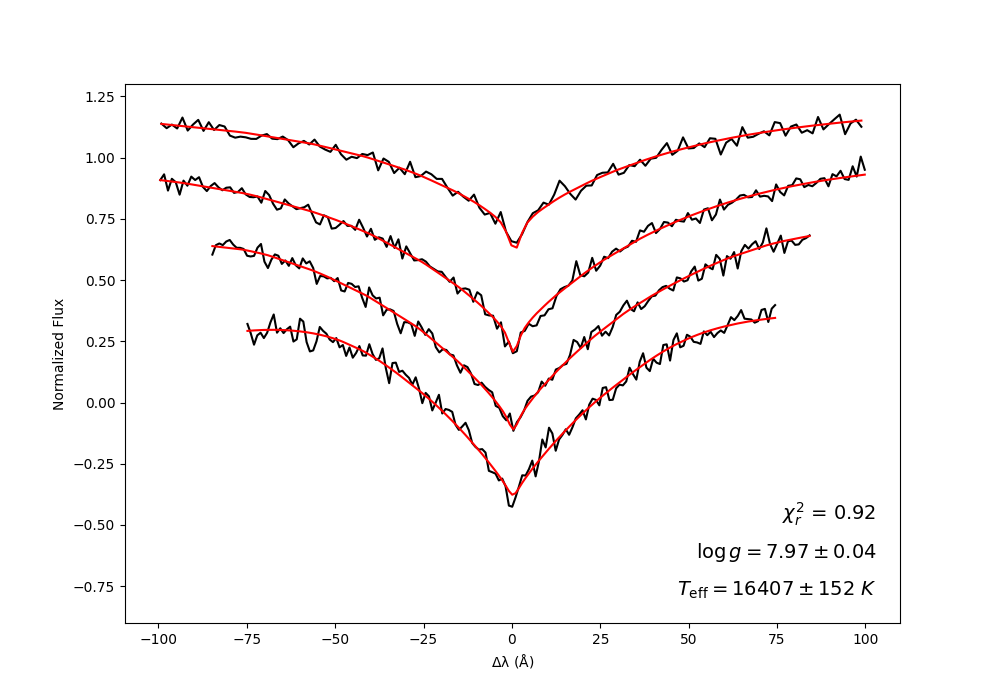 Normalized Flux
1.25
1.00
0.75
0.50
0.25
0.00
−0.25
−0.50
−0.75
χ²ᵣ = 0.92
log g = 7.97 ± 0.04
T_eff = 16407 ± 152 K
−100 −75 −50 −25 0 25 50 75 100
Δλ (Å)